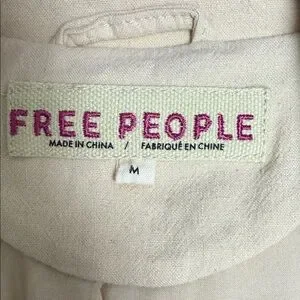 FREE PEOPLE
MADE IN CHINA / FABRIQUÉ EN CHINE
M